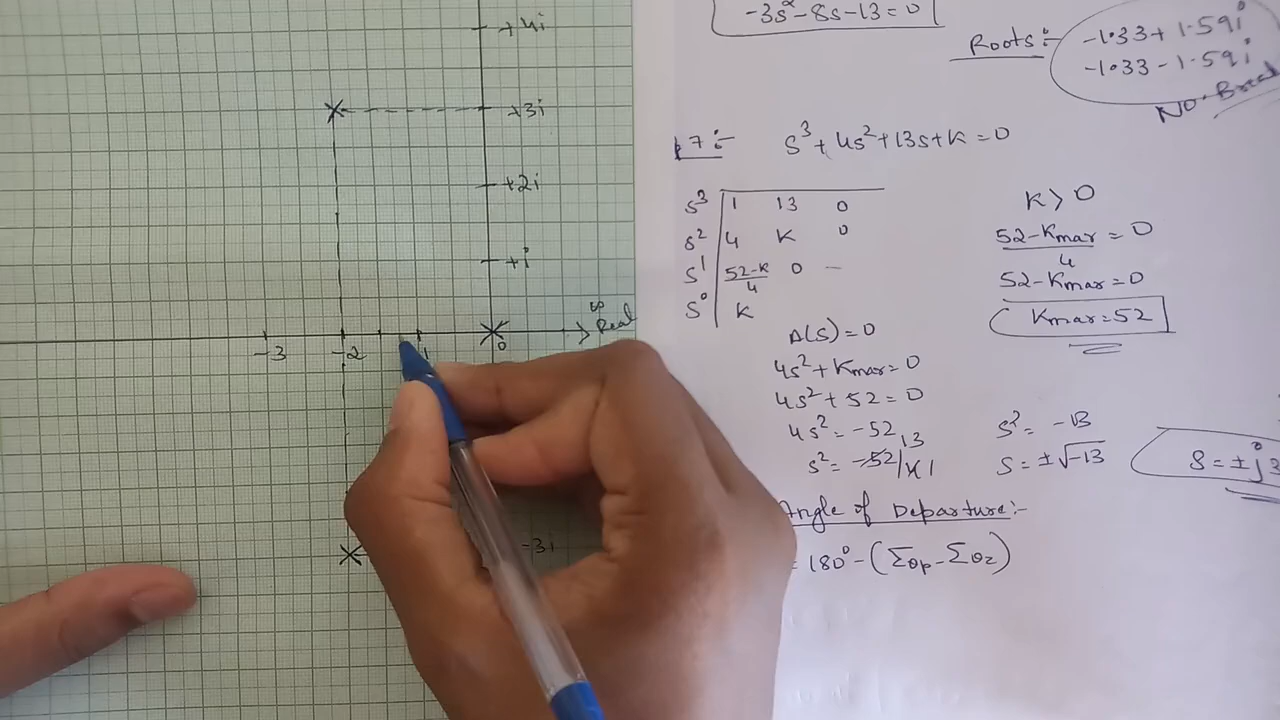 +4i
+3i
+2i
+i
∞
Real
-3
-2
0
-3i
-3s²-8s-13=0
Roots:-
-1.33+1.59i
-1.33-1.59i
7:- S³+4s²+13s+K=0
S³ 1 13 0
S² 4 K 0
S¹ 52-K/4 0 —
S⁰ K
K>0
52-Kmax/4 = 0
52-Kmax=0
Kmax=52
A(S)=0
4s²+Kmax=0
4s²+52=0
4s²=-52
s²=-52/4 13 1
S²=-13
S=±√-13
S=±j3
Angle of Departure:-
=180°-(Σθp-Σθz)